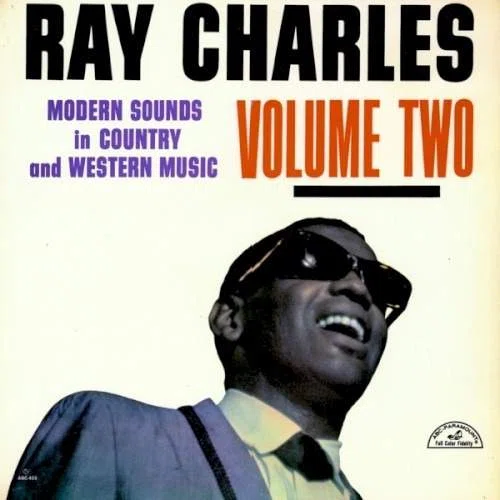 RAY CHARLES
MODERN SOUNDS
in COUNTRY
and WESTERN MUSIC
VOLUME TWO
ABC-PARAMOUNT
Full Color Fidelity